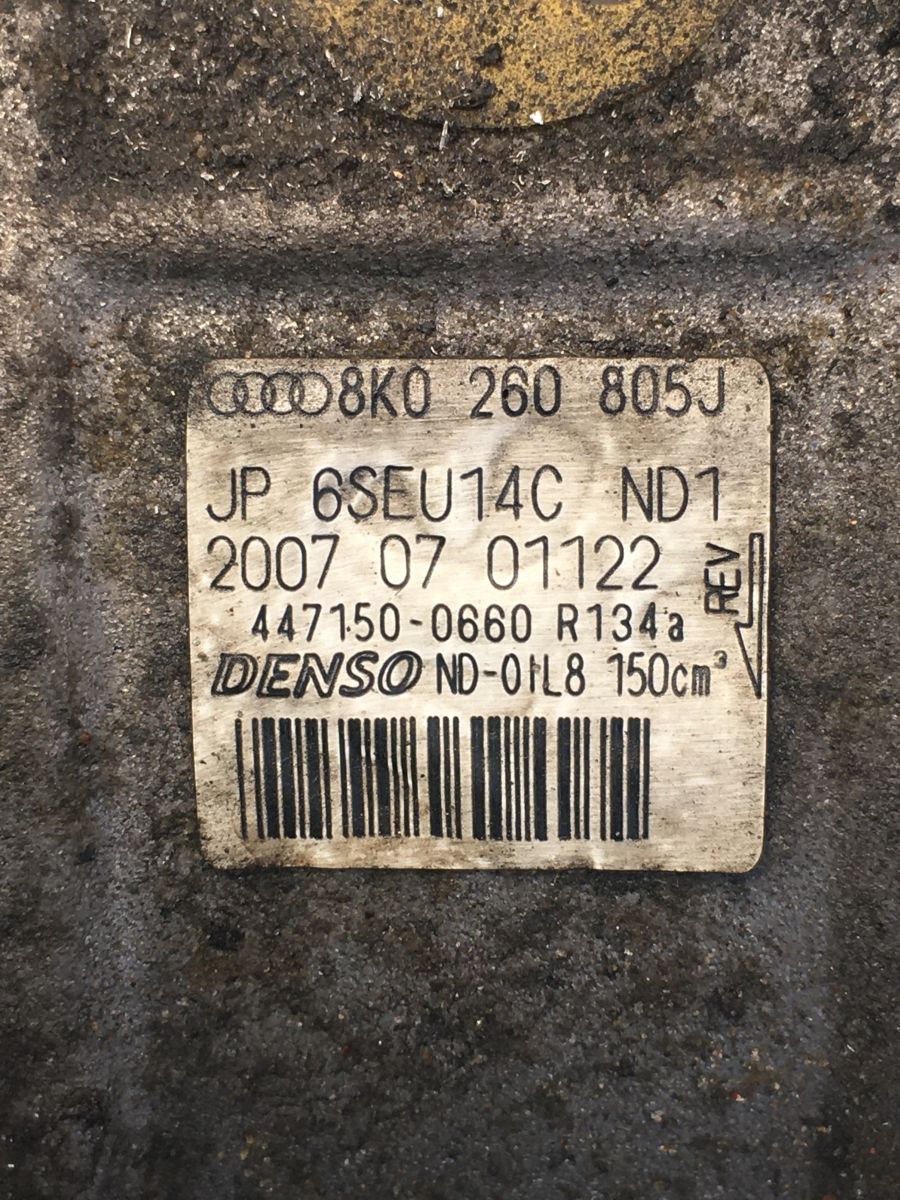 8K0 260 805J
JP 6SEU14C ND1
2007 07 01122
REV
447150-0660 R134a
DENSO ND-OIL8 150cm³